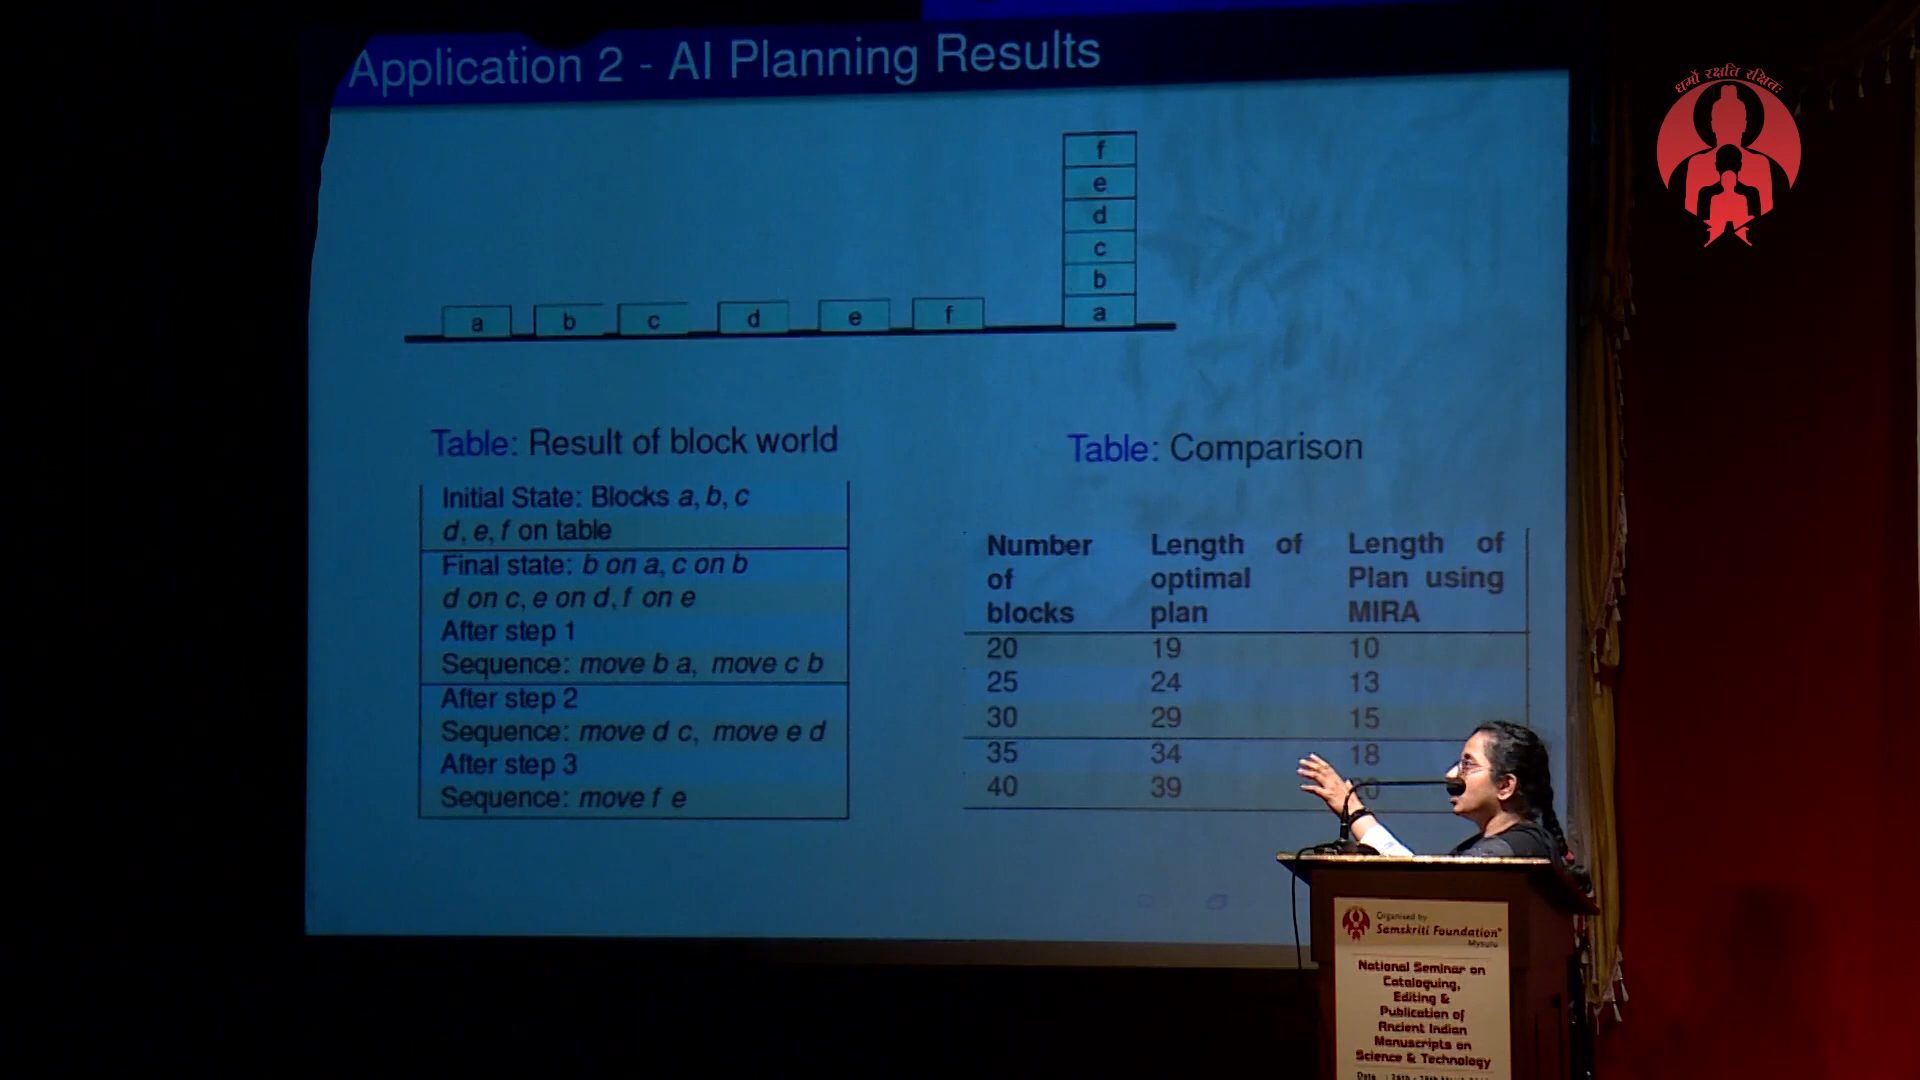 Application 2 - AI Planning Results
धर्मो रक्षति रक्षितः
f
e
d
c
b
a
a b c d e f
Table: Result of block world
Initial State: Blocks a, b, c
d, e, f on table
Final state: b on a, c on b
d on c, e on d, f on e
After step 1
Sequence: move b a, move c b
After step 2
Sequence: move d c, move e d
After step 3
Sequence: move f e
Table: Comparison
Number of blocks Length of optimal plan Length of Plan using MIRA
20 19 10
25 24 13
30 29 15
35 34 18
40 39
Organised by
Samskriti Foundation
Mysuru
National Seminar on
Cataloguing,
Editing &
Publication of
Ancient Indian
Manuscripts on
Science & Technology